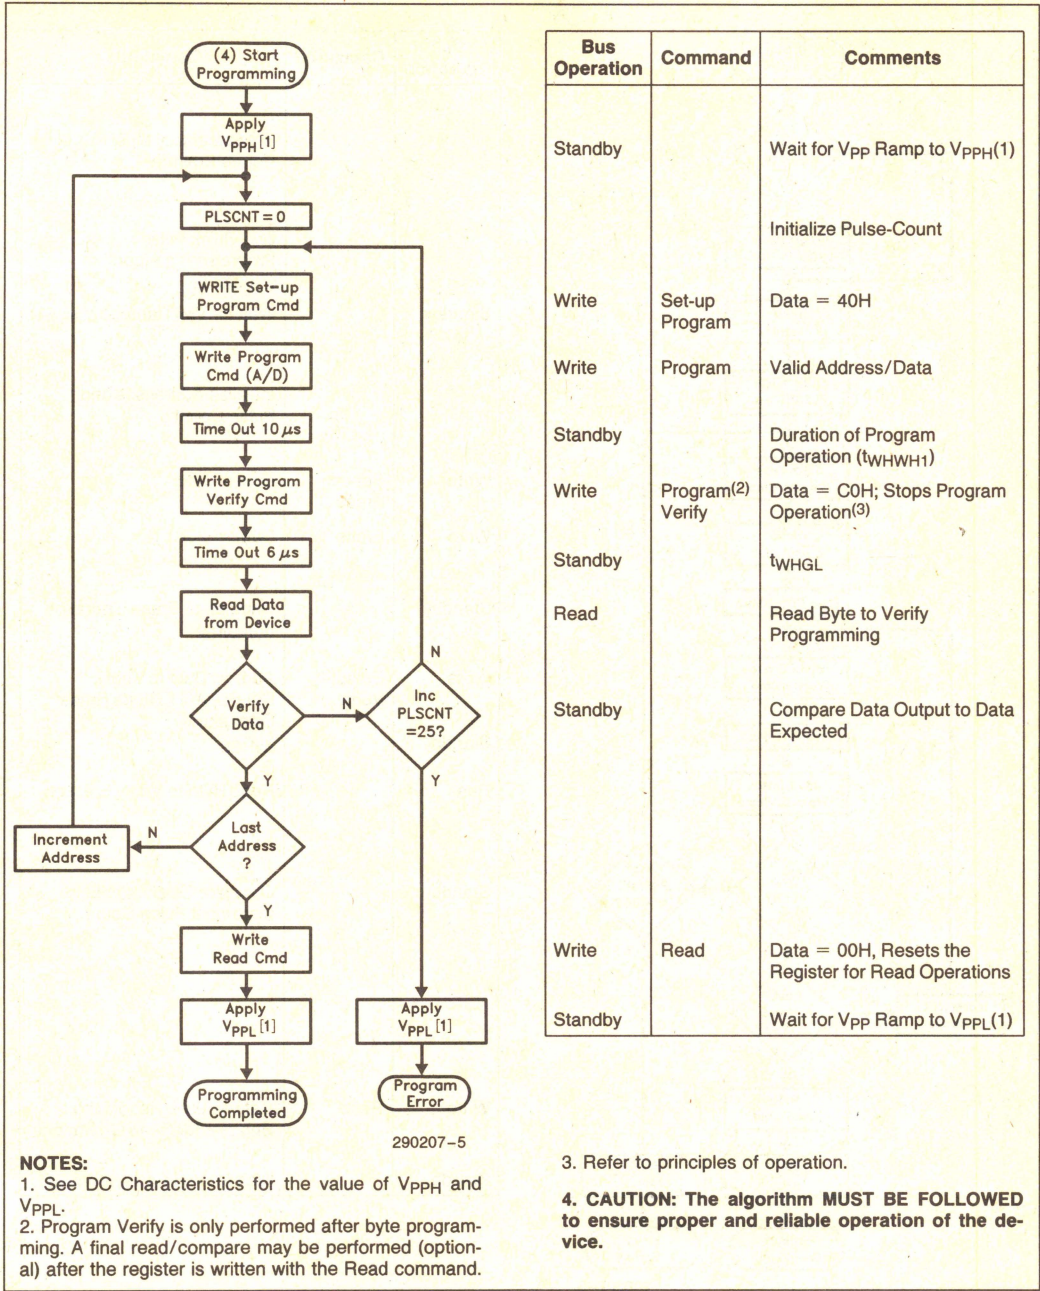 (4) Start
Programming
Apply
VPPH [1]
PLSCNT = 0
WRITE Set-up
Program Cmd
Write Program
Cmd (A/D)
Time Out 10 µs
Write Program
Verify Cmd
Time Out 6 µs
Read Data
from Device
Verify
Data
N
Inc
PLSCNT
=25?
N
Y
Y
Last
Address
?
N
Increment
Address
Y
Write
Read Cmd
Apply
VPPL [1]
Programming
Completed
Apply
VPPL [1]
Program
Error
290207-5
Bus Operation Command Comments
Standby Wait for VPP Ramp to VPPH(1)
Initialize Pulse-Count
Write Set-up Program Data = 40H
Write Program Valid Address/Data
Standby Duration of Program
Operation (tWHWH1)
Write Program(2) Verify Data = C0H; Stops Program
Operation(3)
Standby tWHGL
Read Read Byte to Verify
Programming
Standby Compare Data Output to Data
Expected
Write Read Data = 00H, Resets the
Register for Read Operations
Standby Wait for VPP Ramp to VPPL(1)
NOTES:
1. See DC Characteristics for the value of VPPH and
VPPL.
2. Program Verify is only performed after byte program-
ming. A final read/compare may be performed (option-
al) after the register is written with the Read command.
3. Refer to principles of operation.
4. CAUTION: The algorithm MUST BE FOLLOWED
to ensure proper and reliable operation of the de-
vice.